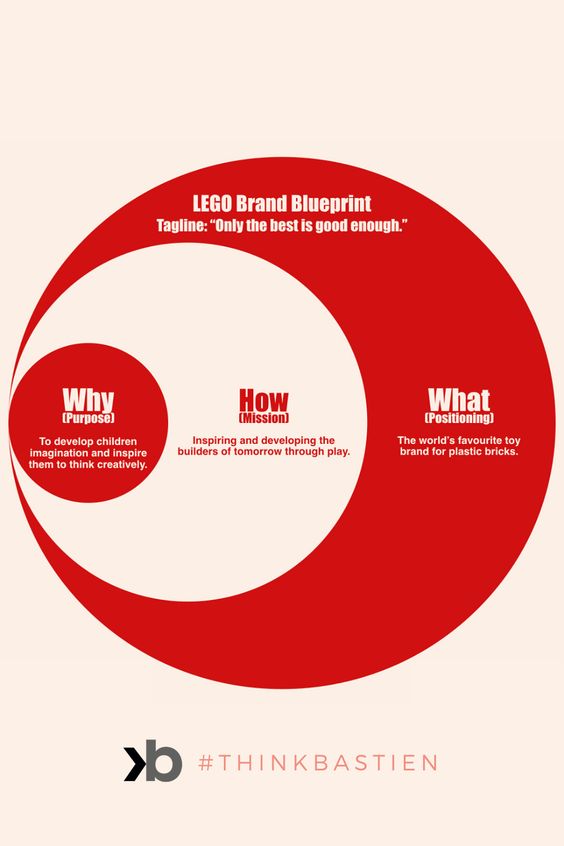 LEGO Brand Blueprint
Tagline: “Only the best is good enough.”
Why
(Purpose)
To develop children
imagination and inspire
them to think creatively.
How
(Mission)
Inspiring and developing the
builders of tomorrow through play.
What
(Positioning)
The world’s favourite toy
brand for plastic bricks.
kb #THINKBASTIEN